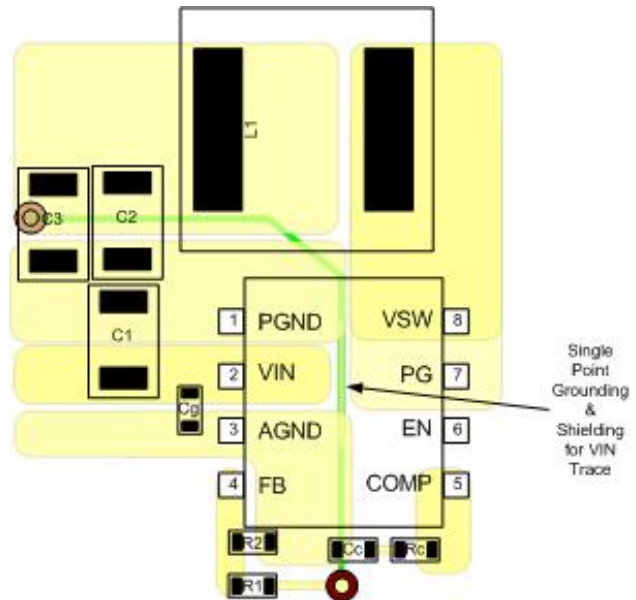 L1
C3
C2
C1
1 PGND VSW 8
2 VIN PG 7
Cg
3 AGND EN 6
4 FB COMP 5
R2
Cc
Rc
R1
Single
Point
Grounding
&
Shielding
for VIN
Trace